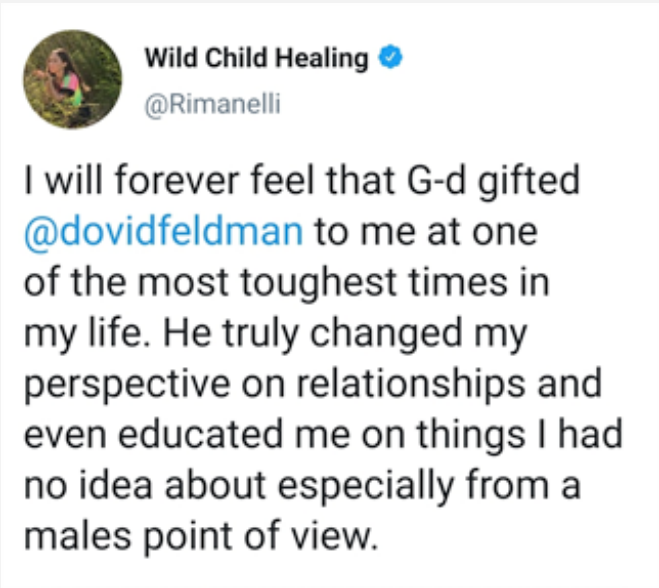 Wild Child Healing
@Rimanelli
I will forever feel that G-d gifted
@dovidfeldman to me at one
of the most toughest times in
my life. He truly changed my
perspective on relationships and
even educated me on things I had
no idea about especially from a
males point of view.